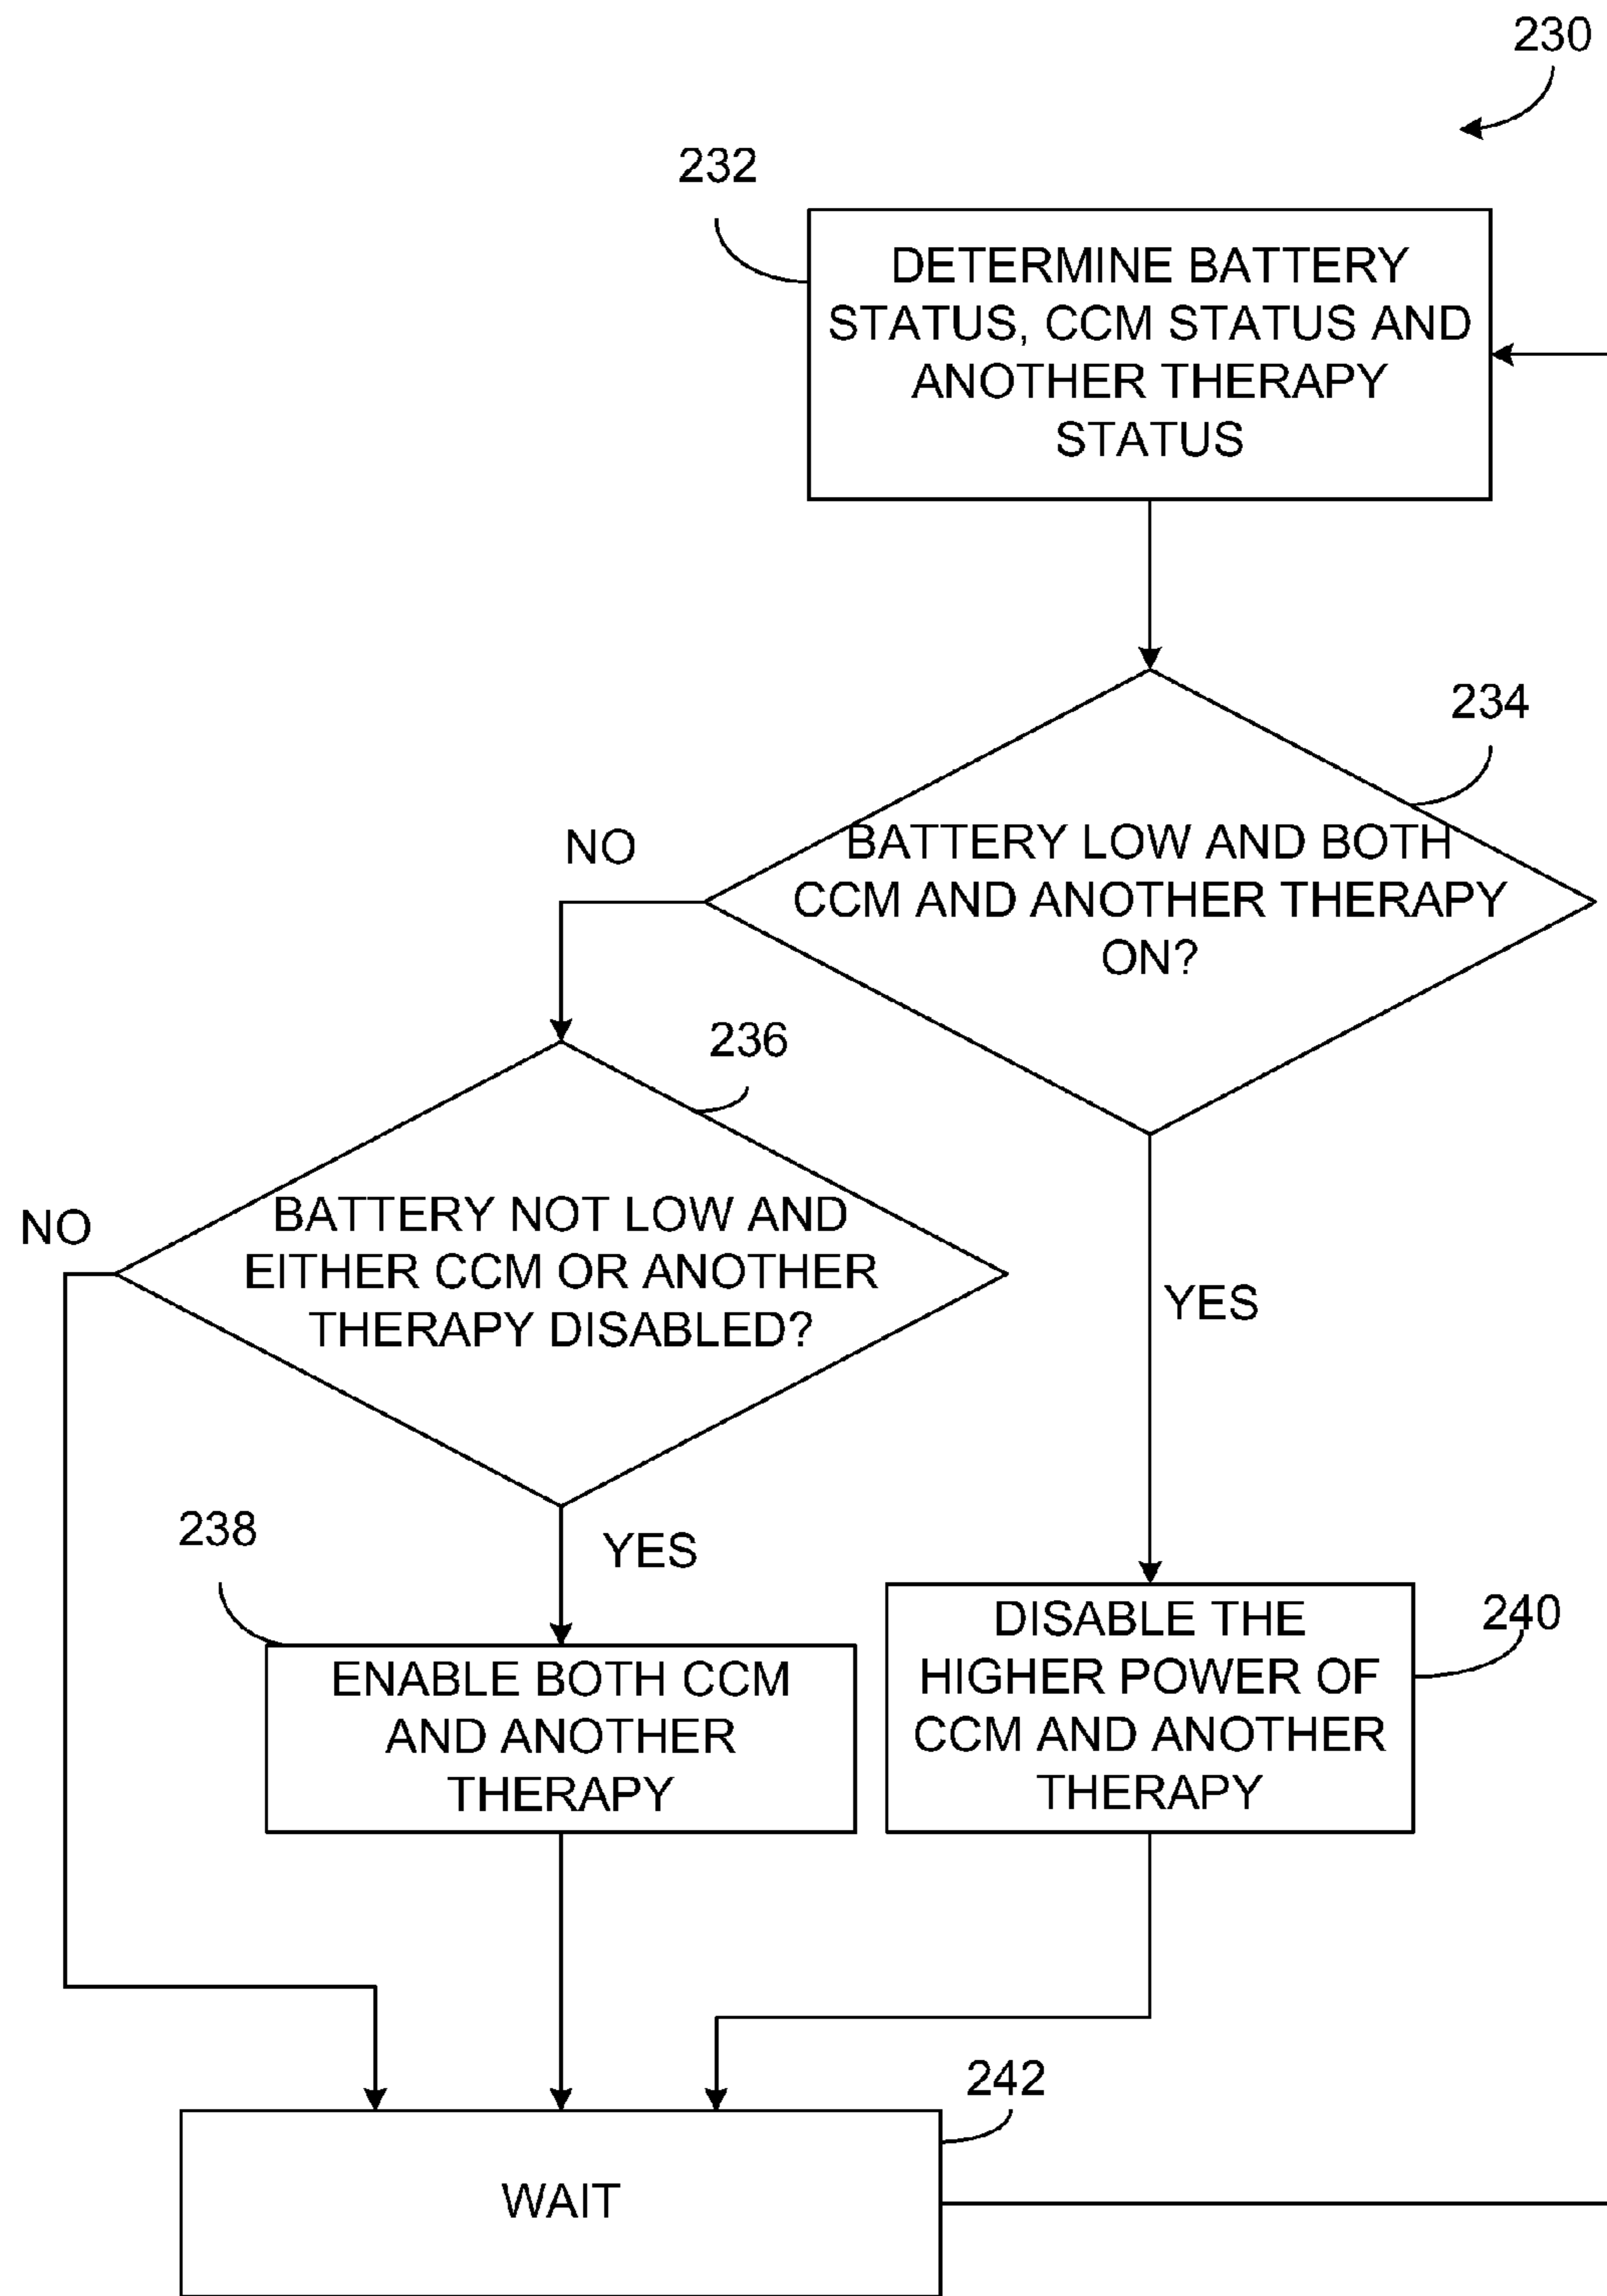 230
232
DETERMINE BATTERY
STATUS, CCM STATUS AND
ANOTHER THERAPY
STATUS
234
NO
BATTERY LOW AND BOTH
CCM AND ANOTHER THERAPY
ON?
236
NO
BATTERY NOT LOW AND
EITHER CCM OR ANOTHER
THERAPY DISABLED?
YES
238
YES
ENABLE BOTH CCM
AND ANOTHER
THERAPY
DISABLE THE
HIGHER POWER OF
CCM AND ANOTHER
THERAPY
240
242
WAIT